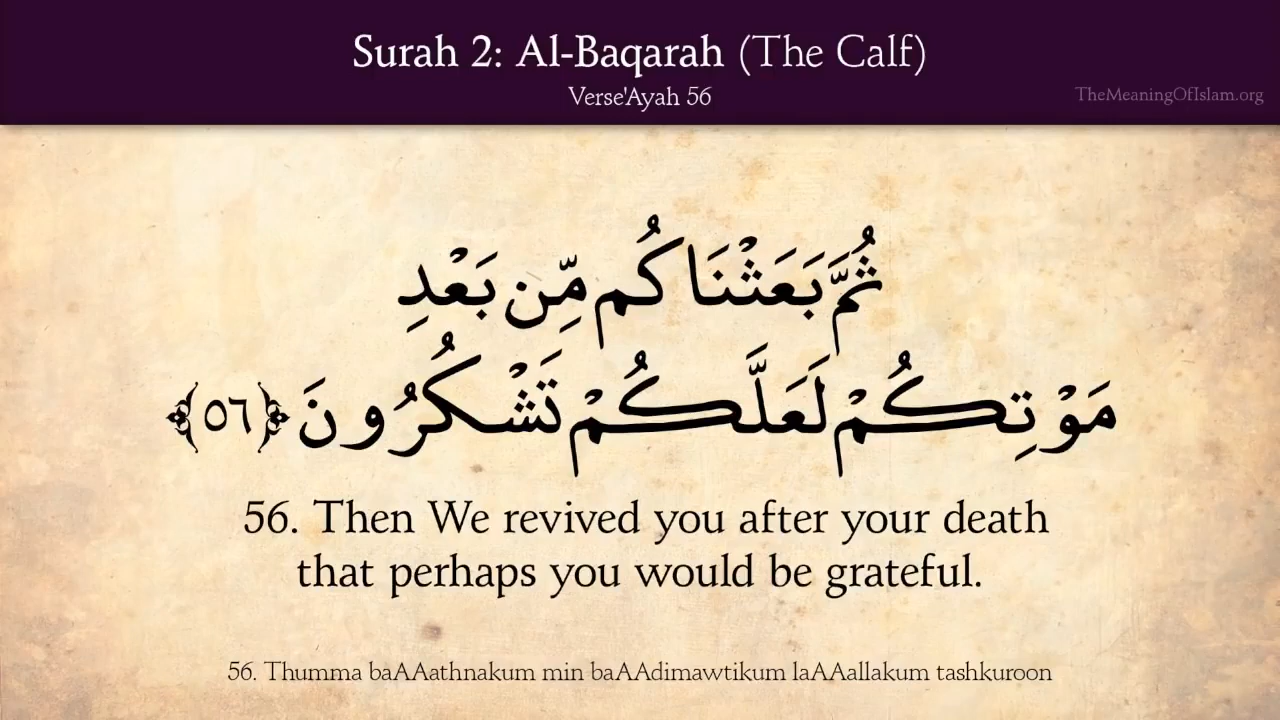 Surah 2: Al-Baqarah (The Calf)
Verse'Ayah 56
TheMeaningOfIslam.org
ثُمَّ بَعَثْنَاكُم مِّن بَعْدِ
مَوْتِكُمْ لَعَلَّكُمْ تَشْكُرُونَ ﴿٥٦﴾
56. Then We revived you after your death
that perhaps you would be grateful.
56. Thumma baAAathnakum min baAAdimawtikum laAAallakum tashkuroon